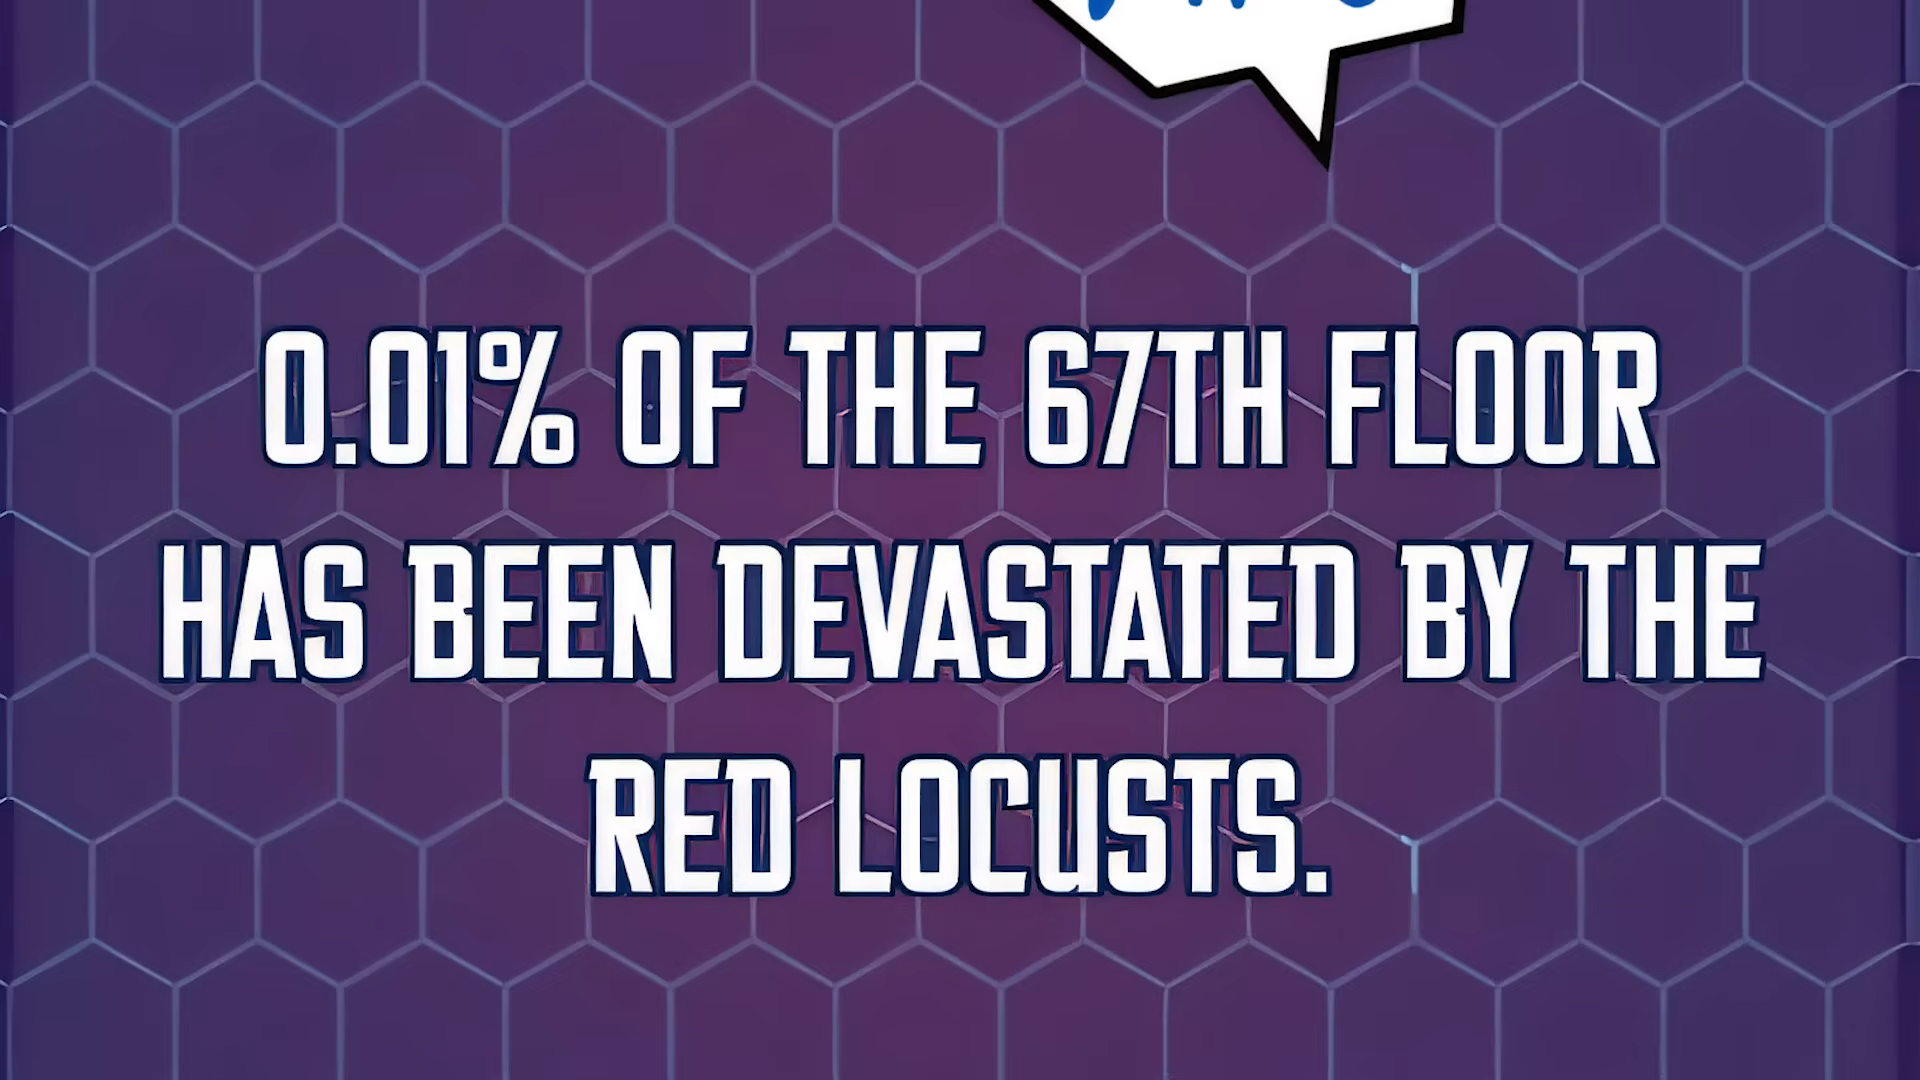 0.01% OF THE 67TH FLOOR
HAS BEEN DEVASTATED BY THE
RED LOCUSTS.